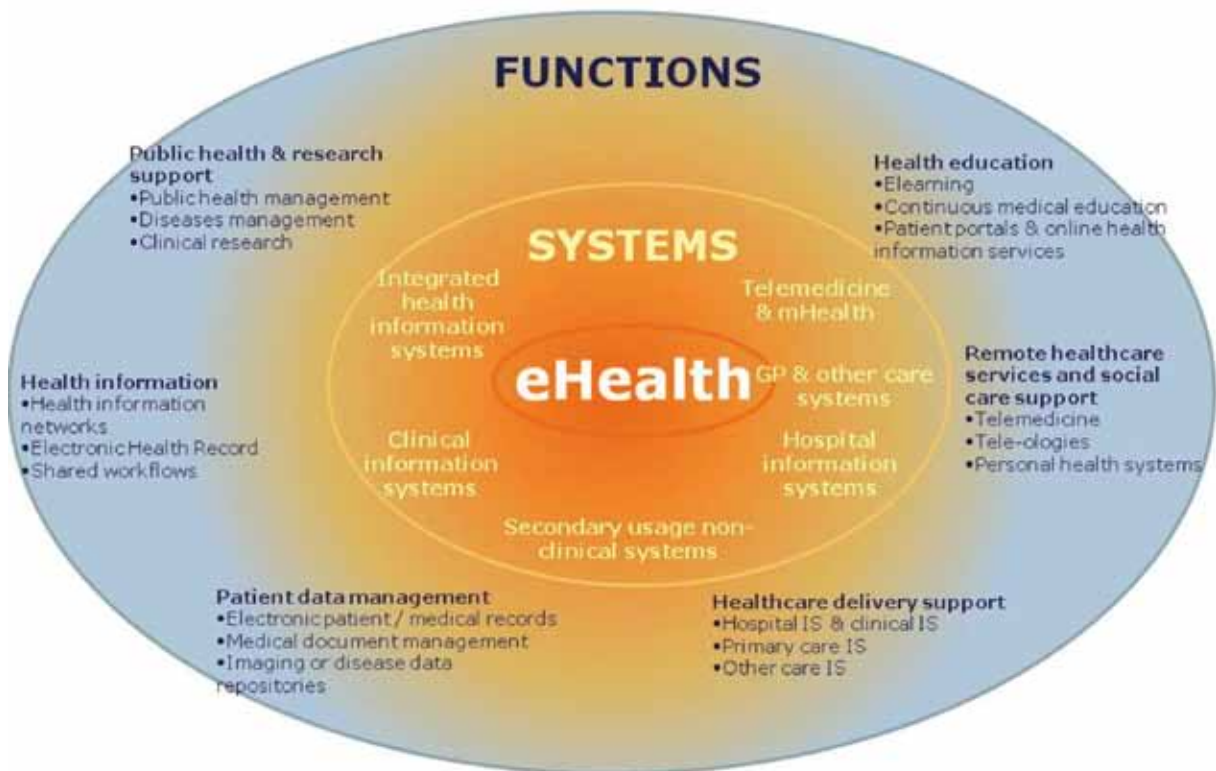 FUNCTIONS
Public health & research
support
•Public health management
•Diseases management
•Clinical research
Health education
•Elearning
•Continuous medical education
•Patient portals & online health
information services
SYSTEMS
Integrated
health
information
systems
Telemedicine
& mHealth
eHealth
GP & other care
systems
Health information
•Health information
networks
•Electronic Health Record
•Shared workflows
Remote healthcare
services and social
care support
•Telemedicine
•Tele-ologies
•Personal health systems
Clinical
information
systems
Hospital
information
systems
Secondary usage non-
clinical systems
Patient data management
•Electronic patient / medical records
•Medical document management
•Imaging or disease data
repositories
Healthcare delivery support
•Hospital IS & clinical IS
•Primary care IS
•Other care IS